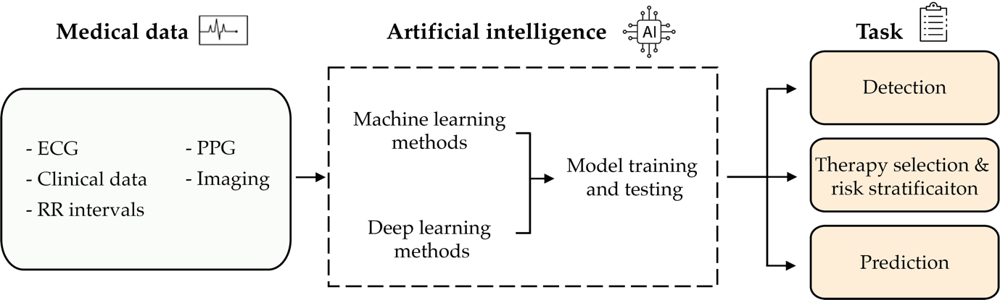 Medical data
Artificial intelligence
AI
Task
- ECG
- Clinical data
- RR intervals
- PPG
- Imaging
Machine learning
methods
Deep learning
methods
Model training
and testing
Detection
Therapy selection &
risk stratificaiton
Prediction